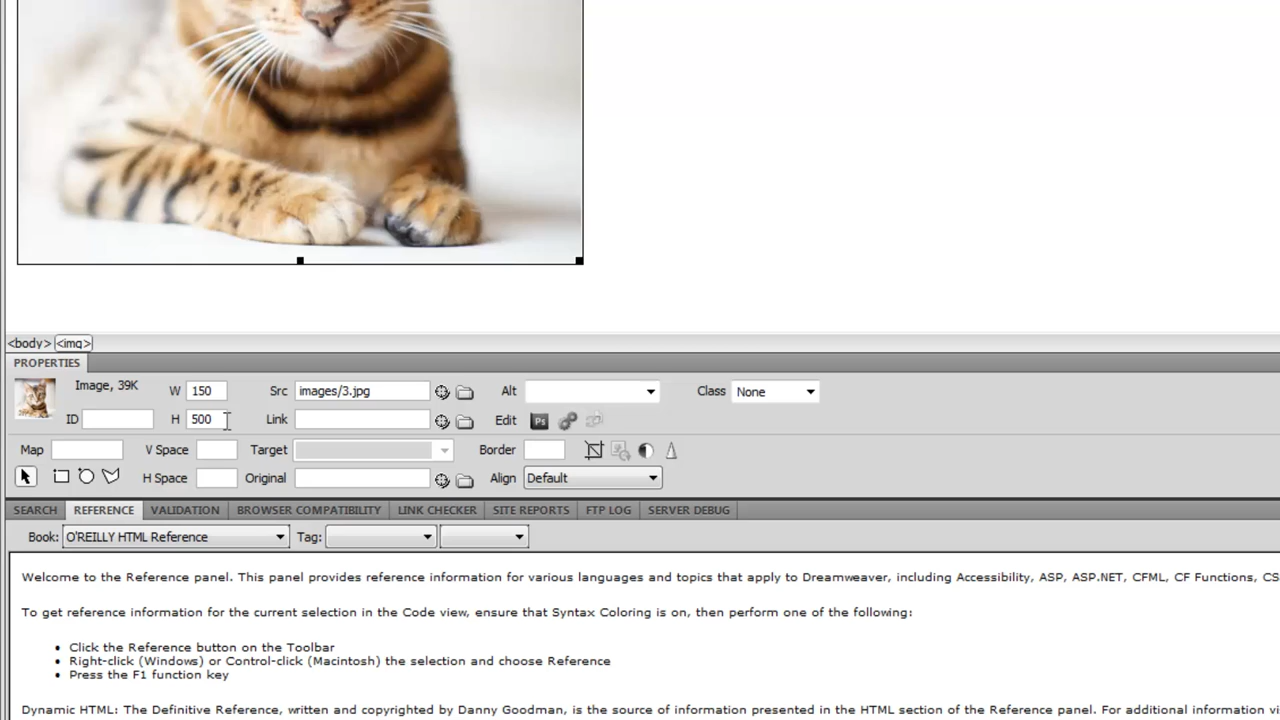 <body> <img>
PROPERTIES
Image, 39K W 150 Src images/3.jpg Alt Class None
ID H 500 Link Edit Ps
Map V Space Target Border
H Space Original Align Default
SEARCH REFERENCE VALIDATION BROWSER COMPATIBILITY LINK CHECKER SITE REPORTS FTP LOG SERVER DEBUG
Book: O'REILLY HTML Reference Tag:
Welcome to the Reference panel. This panel provides reference information for various languages and topics that apply to Dreamweaver, including Accessibility, ASP, ASP.NET, CFML, CF Functions, CS
To get reference information for the current selection in the Code view, ensure that Syntax Coloring is on, then perform one of the following:
• Click the Reference button on the Toolbar
• Right-click (Windows) or Control-click (Macintosh) the selection and choose Reference
• Press the F1 function key
Dynamic HTML: The Definitive Reference, written and copyrighted by Danny Goodman, is the source of information presented in the HTML section of the Reference panel. For additional information vi